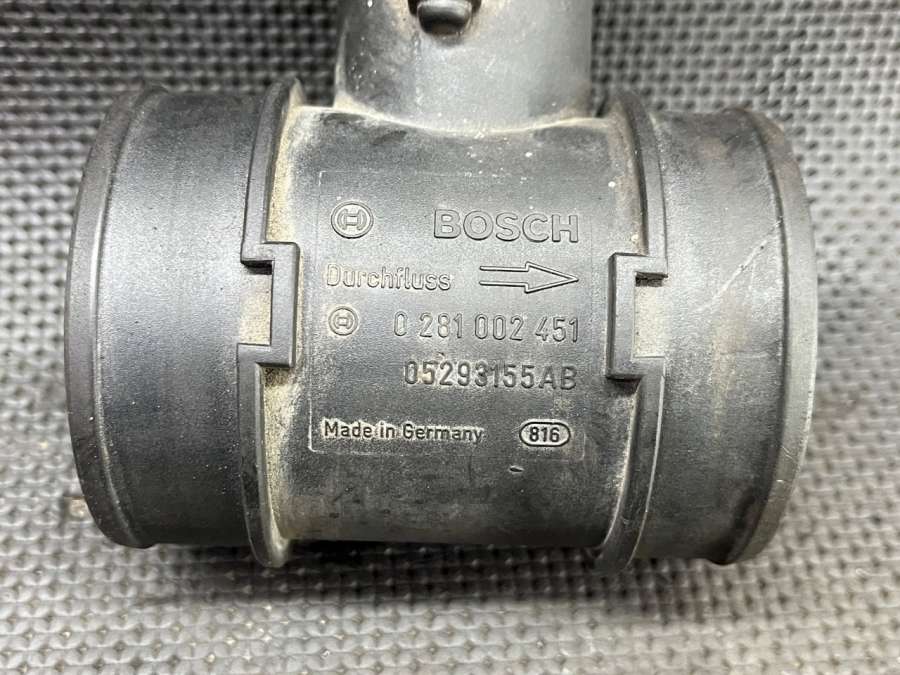 BOSCH
Durchfluss
0 281 002 451
05293155AB
Made in Germany 816